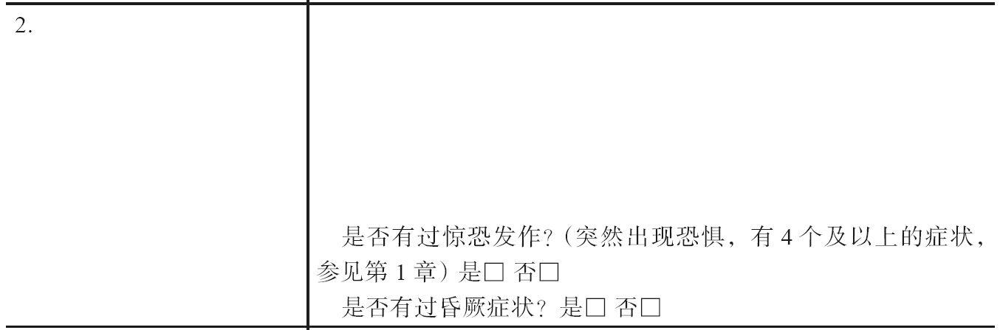 2.
是否有过惊恐发作?(突然出现恐惧，有 4 个及以上的症状，
参见第 1 章) 是□ 否□
是否有过昏厥症状? 是□ 否□